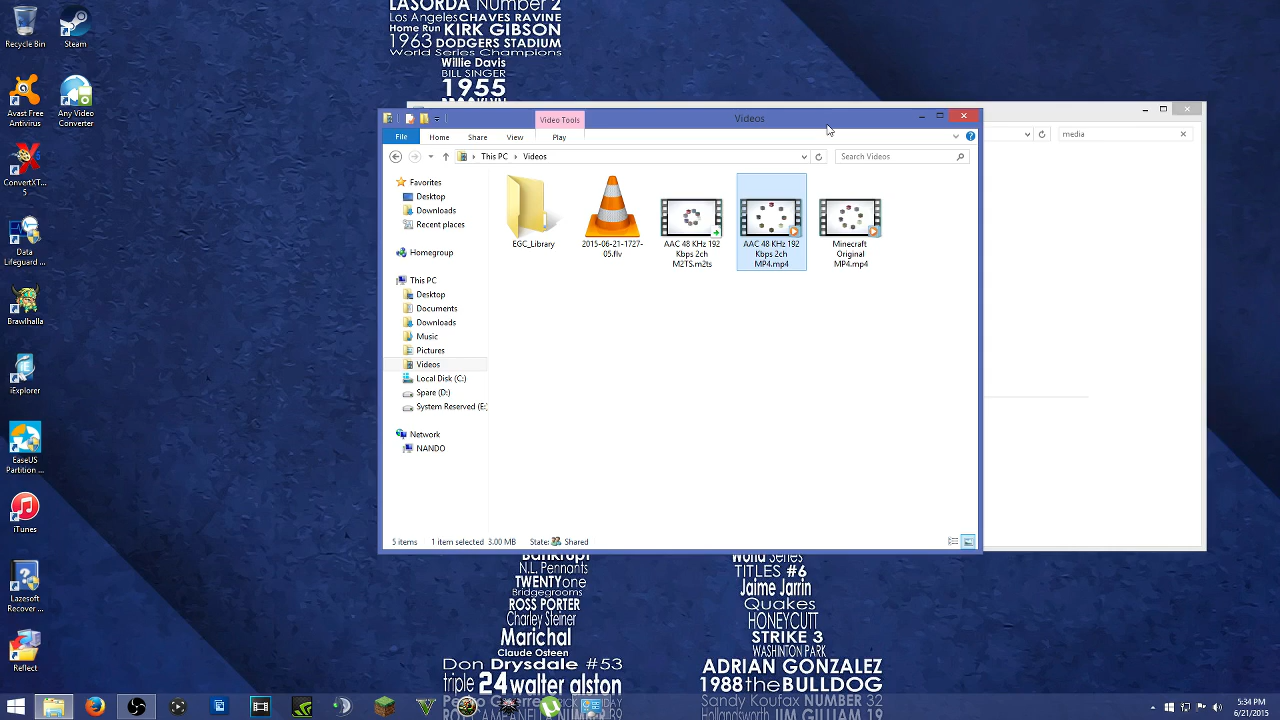 LASORDA Number 2
Los Angeles CHAVES RAVINE
Home Run KIRK GIBSON
1963 DODGERS STADIUM
World Series Champions
Willie Davis
BILL SINGER
1955
Recycle Bin
Steam
Avast Free
Antivirus
Any Video
Converter
ConvertXT...
5
Data
Lifeguard ...
Brawlhalla
iExplorer
EaseUS
Partition ...
iTunes
Lazesoft
Recover ...
Reflect
Video Tools
Videos
File
Home
Share
View
Play
This PC
Videos
Search Videos
media
Favorites
Desktop
Downloads
Recent places
Homegroup
This PC
Desktop
Documents
Downloads
Music
Pictures
Videos
Local Disk (C:)
Spare (D:)
System Reserved (E:
Network
NANDO
EGC_Library
2015-06-21-1727-
05.flv
AAC 48 KHz 192
Kbps 2ch
M2TS.m2ts
AAC 48 KHz 192
Kbps 2ch
MP4.mp4
Minecraft
Original
MP4.mp4
5 items
1 item selected 3.00 MB
State:
Shared
N.L. Pennants
TWENTYone
Bridgegrooms
ROSS PORTER
Charley Steiner
Marichal
Claude Osteen
Don Drysdale #53
triple 24 walter alston
World Series
TITLES #6
Jaime Jarrin
Quakes
HONEYCUTT
STRIKE 3
WASHINTON PARK
ADRIAN GONZALEZ
1988 the BULLDOG
Sandy Koufax NUMBER 32
JIM GILLIAM 19
5:34 PM
6/21/2015